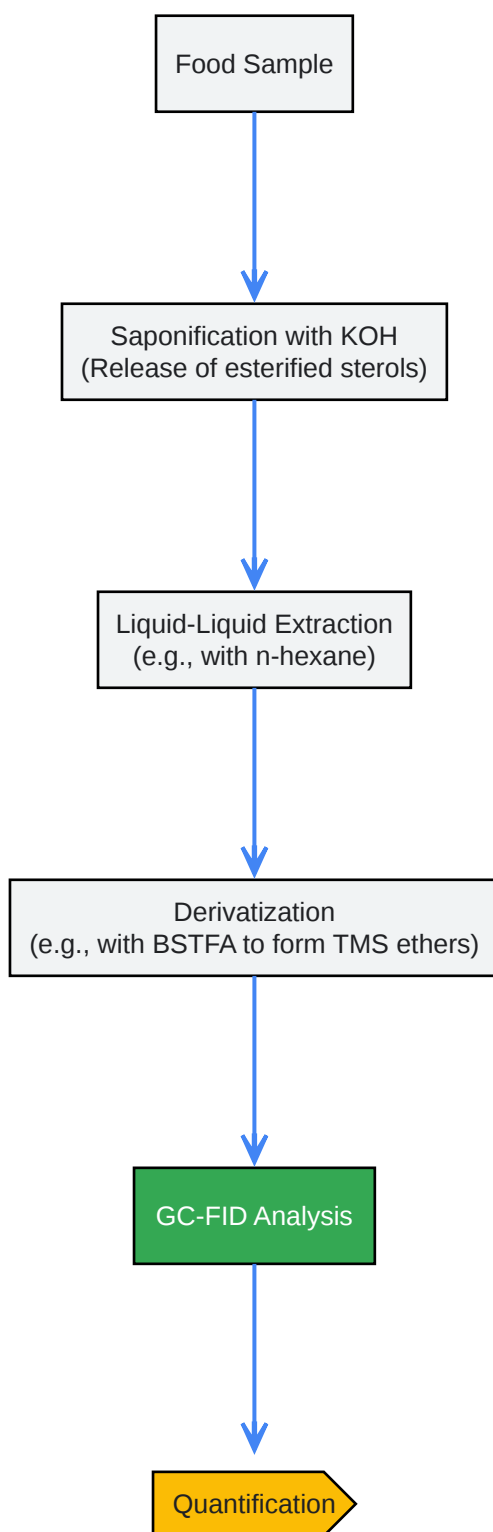 Food Sample
Saponification with KOH
(Release of esterified sterols)
Liquid-Liquid Extraction
(e.g., with n-hexane)
Derivatization
(e.g., with BSTFA to form TMS ethers)
GC-FID Analysis
Quantification